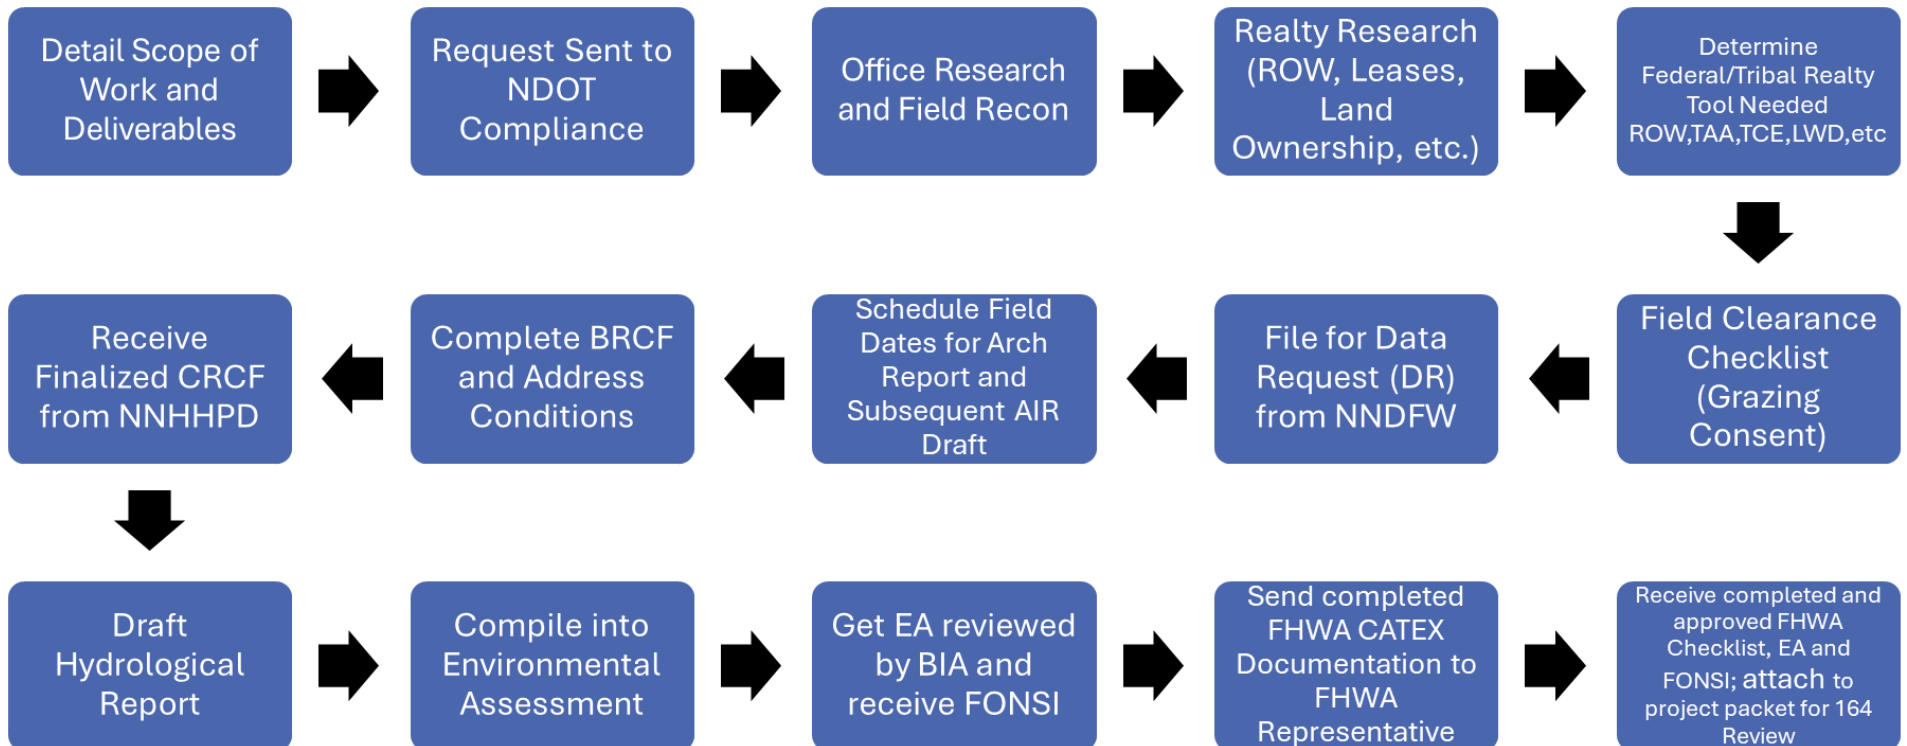 Detail Scope of
Work and
Deliverables
Request Sent to
NDOT
Compliance
Office Research
and Field Recon
Realty Research
(ROW, Leases,
Land
Ownership, etc.)
Determine
Federal/Tribal Realty
Tool Needed
ROW,TAA,TCE,LWD,etc
Field Clearance
Checklist
(Grazing
Consent)
File for Data
Request (DR)
from NNDFW
Schedule Field
Dates for Arch
Report and
Subsequent AIR
Draft
Complete BRCF
and Address
Conditions
Receive
Finalized CRCF
from NNHHPD
Draft
Hydrological
Report
Compile into
Environmental
Assessment
Get EA reviewed
by BIA and
receive FONSI
Send completed
FHWA CATEX
Documentation to
FHWA
Representative
Receive completed and
approved FHWA
Checklist, EA and
FONSI; attach to
project packet for 164
Review